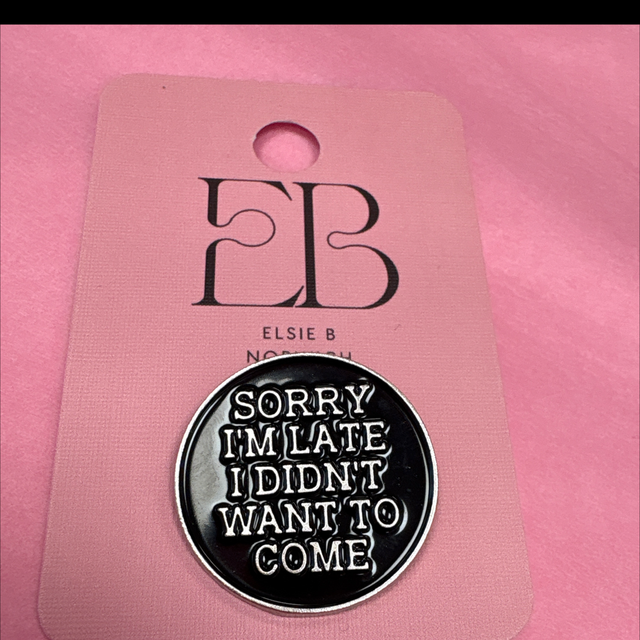 EB
ELSIE B
SORRY
I'M LATE
I DIDN'T
WANT TO
COME